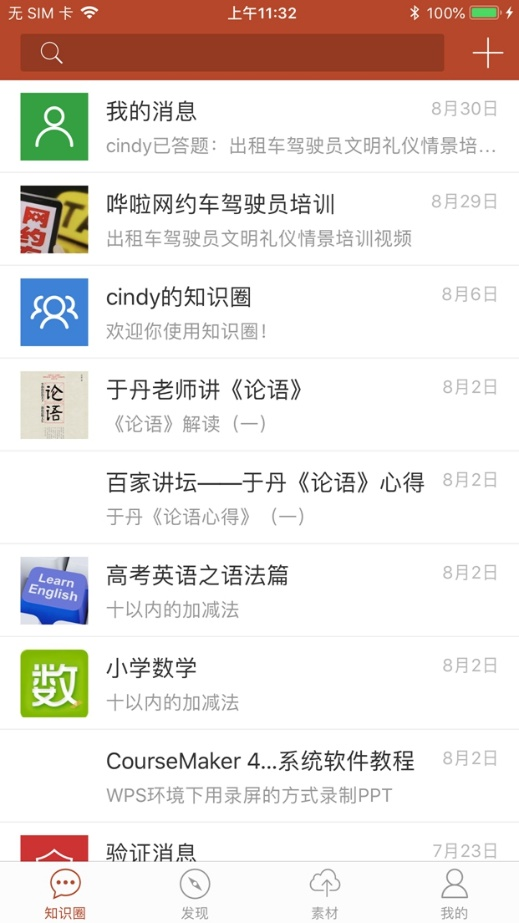 无 SIM 卡
上午11:32
100%
我的消息
8月30日
cindy已答题：出租车驾驶员文明礼仪情景培...
网约车
TA
哗啦网约车驾驶员培训
8月29日
出租车驾驶员文明礼仪情景培训视频
cindy的知识圈
8月6日
欢迎你使用知识圈！
论语
于丹老师讲《论语》
8月2日
《论语》解读（一）
百家讲坛——于丹《论语》心得
8月2日
于丹《论语心得》（一）
Learn
English
高考英语之语法篇
8月2日
十以内的加减法
数
小学数学
8月2日
十以内的加减法
CourseMaker 4...系统软件教程
8月2日
WPS环境下用录屏的方式录制PPT
验证消息
7月23日
知识圈
发现
素材
我的